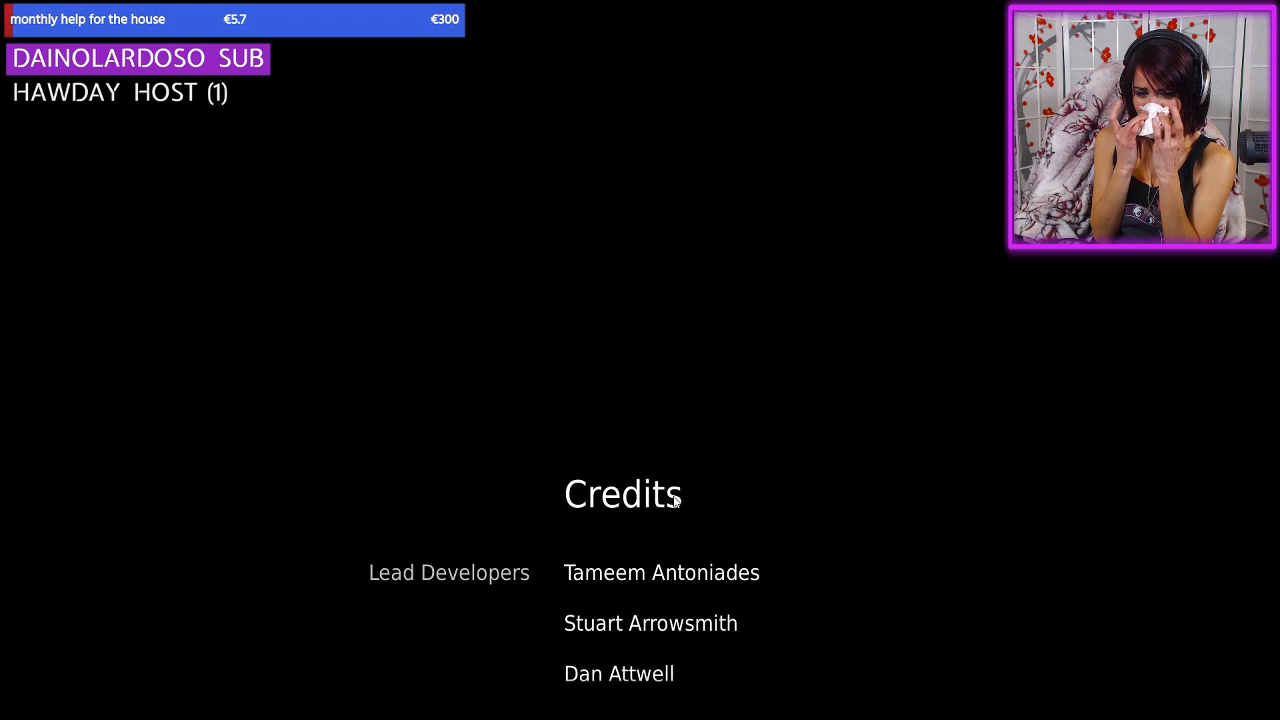 monthly help for the house €5.7 €300
DAINOLARDOSO SUB
HAWDAY HOST (1)
Credits
Lead Developers Tameem Antoniades
Stuart Arrowsmith
Dan Attwell